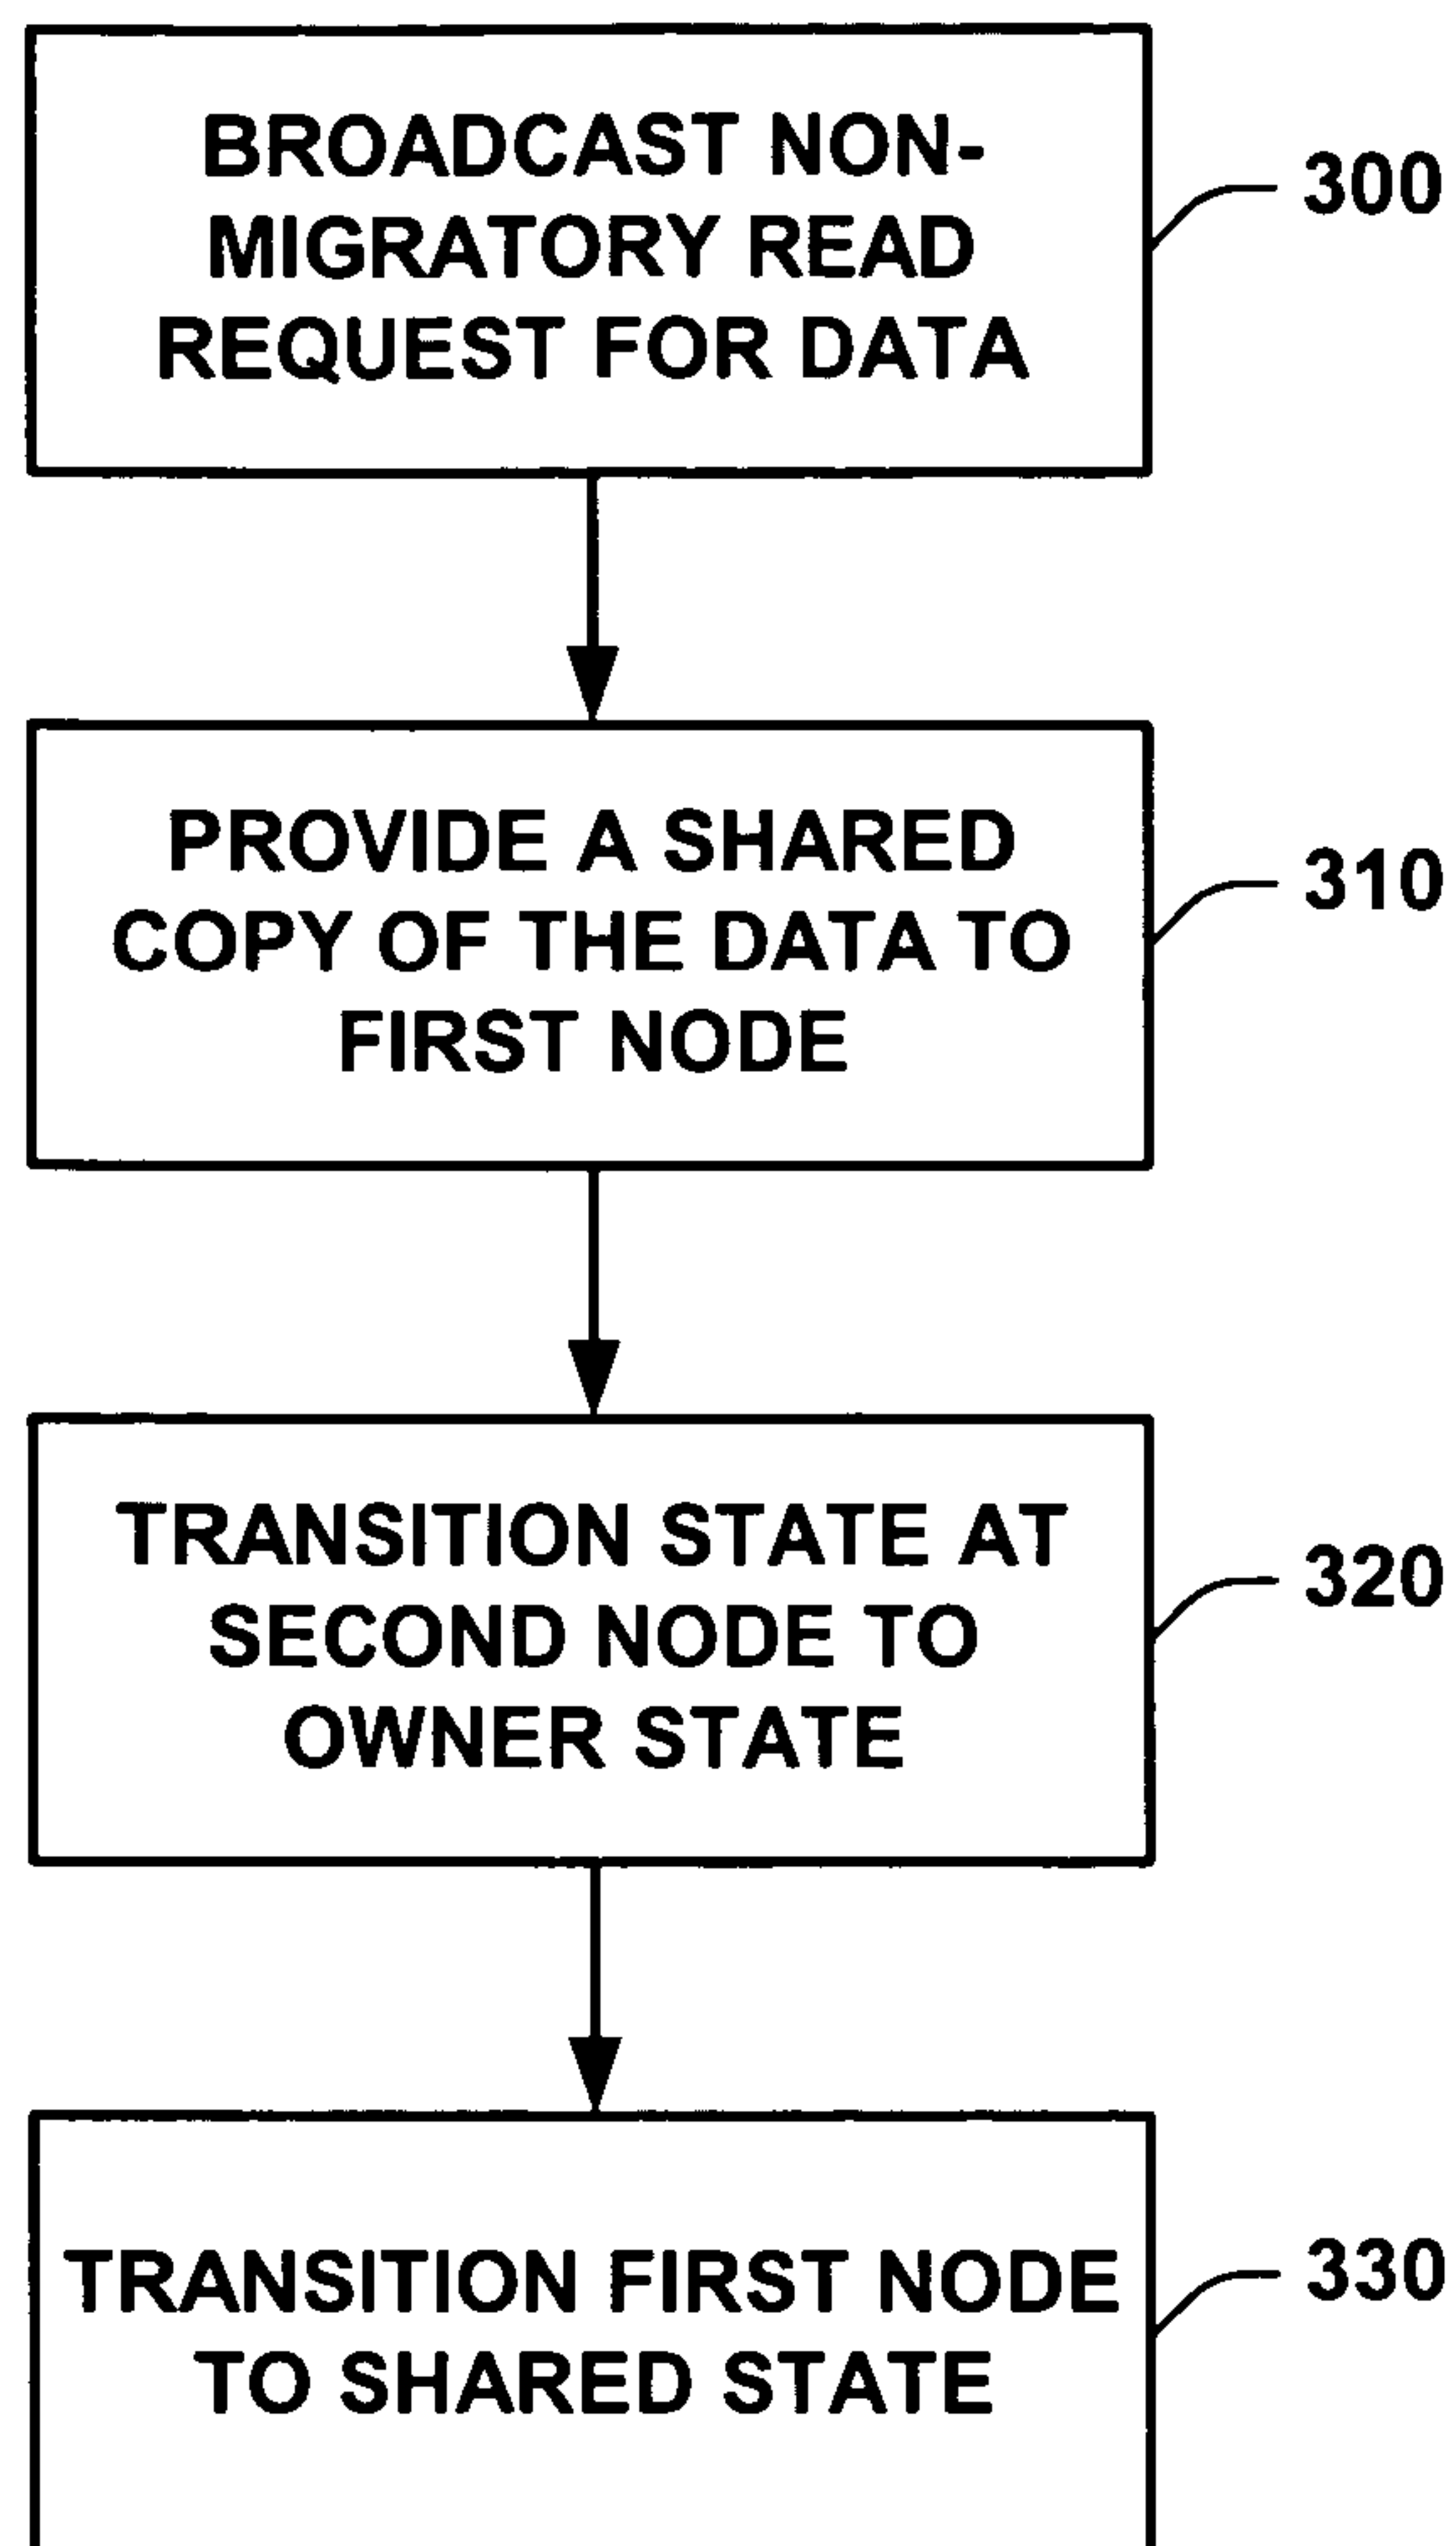 BROADCAST NON-
MIGRATORY READ
REQUEST FOR DATA
300
PROVIDE A SHARED
COPY OF THE DATA TO
FIRST NODE
310
TRANSITION STATE AT
SECOND NODE TO
OWNER STATE
320
TRANSITION FIRST NODE
TO SHARED STATE
330